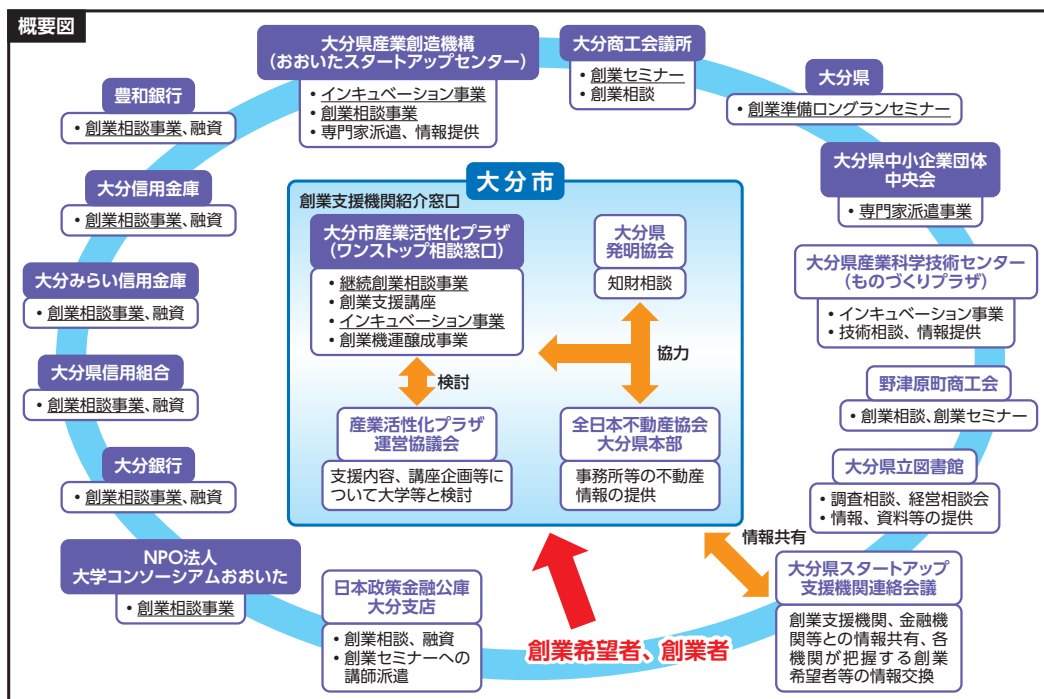 概要図
大分県産業創造機構
（おおいたスタートアップセンター）
・インキュベーション事業
・創業相談事業
・専門家派遣、情報提供
大分商工会議所
・創業セミナー
・創業相談
大分県
・創業準備ロングランセミナー
豊和銀行
・創業相談事業、融資
大分信用金庫
・創業相談事業、融資
大分みらい信用金庫
・創業相談事業、融資
大分県信用組合
・創業相談事業、融資
大分銀行
・創業相談事業、融資
NPO法人
大学コンソーシアムおおいた
・創業相談事業
大分市
創業支援機関紹介窓口
大分市産業活性化プラザ
（ワンストップ相談窓口）
・継続創業相談事業
・創業支援講座
・インキュベーション事業
・創業機運醸成事業
大分県
発明協会
知財相談
協力
検討
産業活性化プラザ
運営協議会
支援内容、講座企画等に
ついて大学等と検討
全日本不動産協会
大分県本部
事務所等の不動産
情報の提供
大分県中小企業団体
中央会
・専門家派遣事業
大分県産業科学技術センター
（ものづくりプラザ）
・インキュベーション事業
・技術相談、情報提供
野津原町商工会
・創業相談、創業セミナー
大分県立図書館
・調査相談、経営相談会
・情報、資料等の提供
情報共有
大分県スタートアップ
支援機関連絡会議
創業支援機関、金融機
関等との情報共有、各
機関が把握する創業
希望者等の情報交換
日本政策金融公庫
大分支店
・創業相談、融資
・創業セミナーへの
講師派遣
創業希望者、創業者